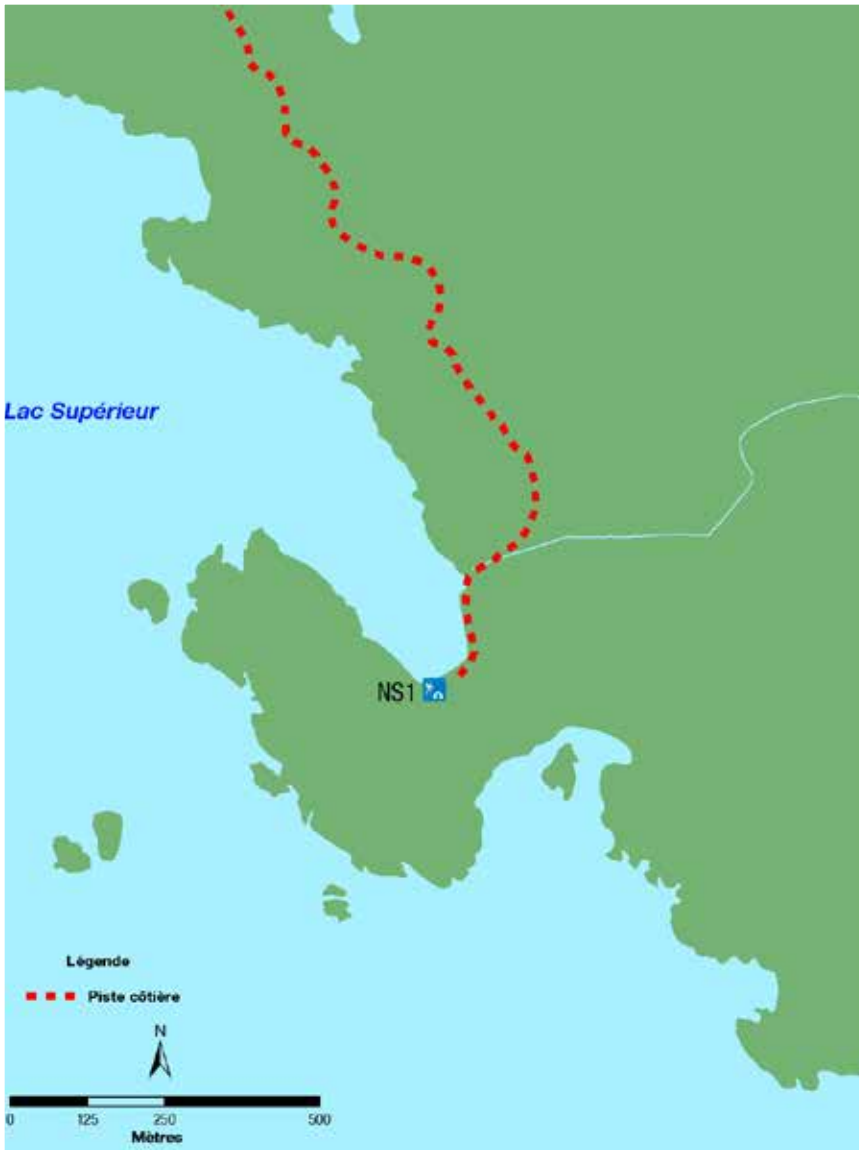 Lac Supérieur
NS1
Légende
Piste côtière
N
0 125 250 500
Mètres